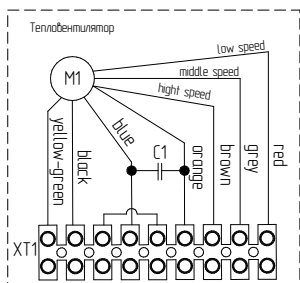 Тепловентилятор
low speed
middle speed
hight speed
M1
yellow-green
black
blue
C1
orange
brown
grey
red
XT1